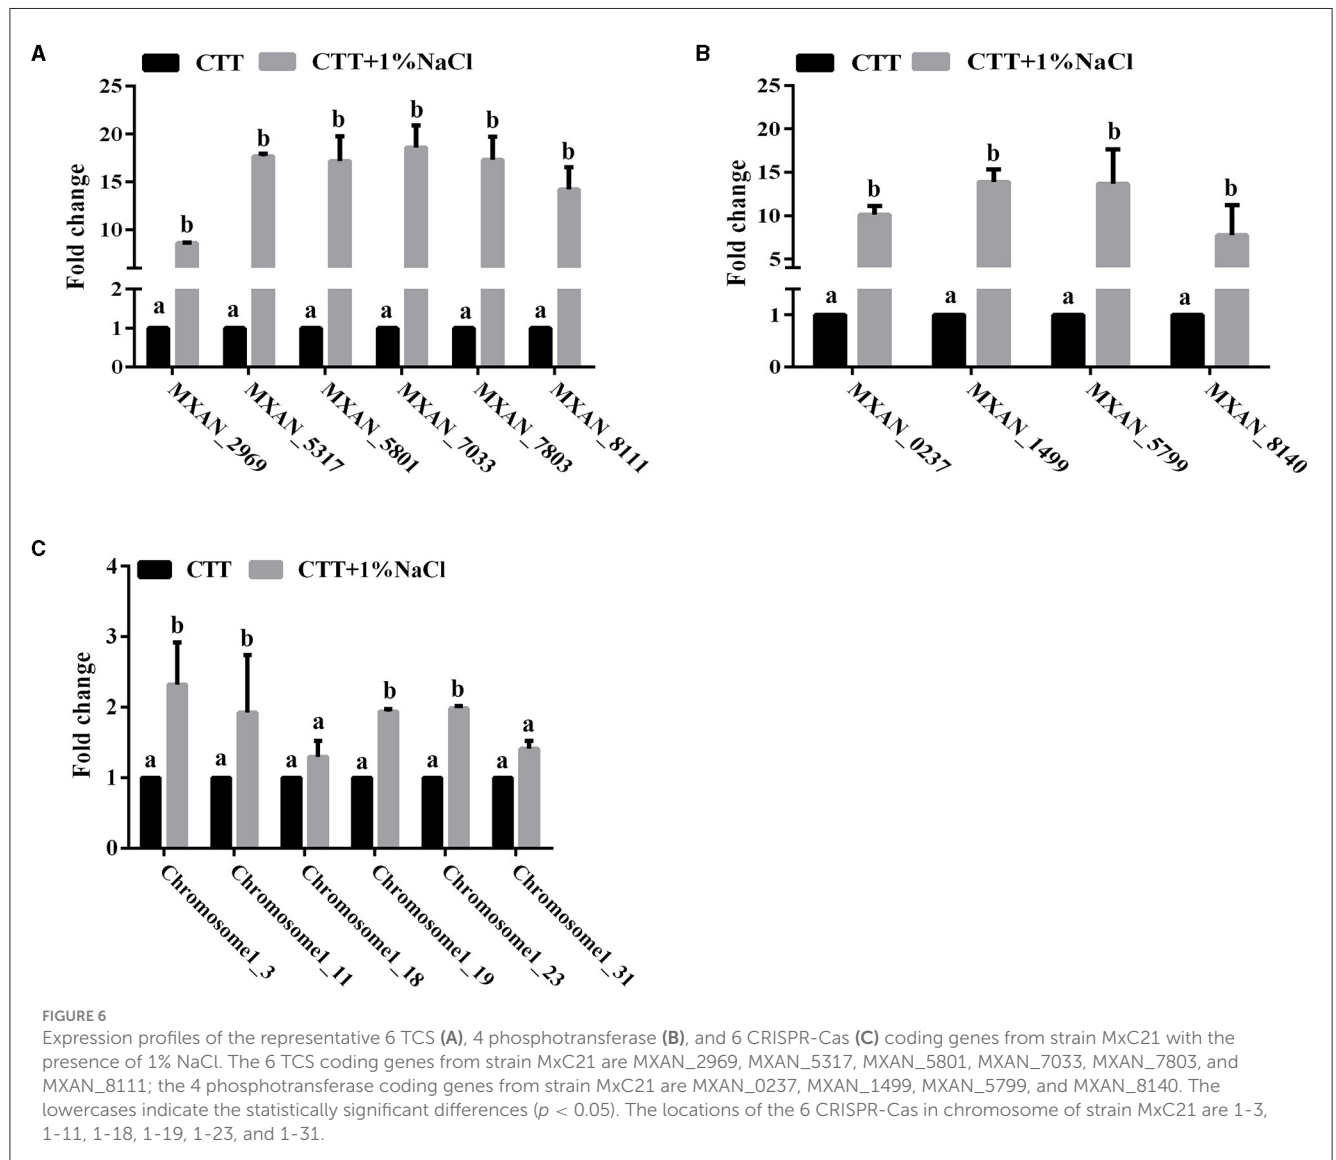 A
CTT CTT+1%NaCl
Fold change
25
20
15
10
2
1
0
b b b b b b
a a a a a a
MXAN_2969 MXAN_5317 MXAN_5801 MXAN_7033 MXAN_7803 MXAN_8111
B
CTT CTT+1%NaCl
Fold change
25
20
15
10
5
1
0
b b b b
a a a a
MXAN_0237 MXAN_1499 MXAN_5799 MXAN_8140
C
CTT CTT+1%NaCl
Fold change
4
3
2
1
0
a b a b a a a b a b a a
Chromosome1_3 Chromosome1_11 Chromosome1_18 Chromosome1_19 Chromosome1_23 Chromosome1_31
FIGURE 6
Expression profiles of the representative 6 TCS (A), 4 phosphotransferase (B), and 6 CRISPR-Cas (C) coding genes from strain MxC21 with the
presence of 1% NaCl. The 6 TCS coding genes from strain MxC21 are MXAN_2969, MXAN_5317, MXAN_5801, MXAN_7033, MXAN_7803, and
MXAN_8111; the 4 phosphotransferase coding genes from strain MxC21 are MXAN_0237, MXAN_1499, MXAN_5799, and MXAN_8140. The
lowercases indicate the statistically significant differences (p < 0.05). The locations of the 6 CRISPR-Cas in chromosome of strain MxC21 are 1-3,
1-11, 1-18, 1-19, 1-23, and 1-31.